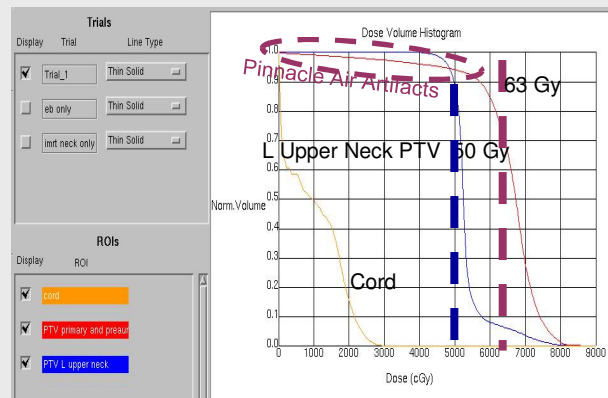 Trials
Display Trial Line Type
Trial_1 Thin Solid
eb only Thin Solid
imrt neck only Thin Solid
ROIs
Display ROI
cord
PTV primary and preaur
PTV L upper neck
Dose Volume Histogram
Pinnacle Air Artifacts
63 Gy
L Upper Neck PTV 50 Gy
Cord
Norm.Volume
1.0
0.9
0.8
0.7
0.6
0.5
0.4
0.3
0.2
0.1
0.0
0 1000 2000 3000 4000 5000 6000 7000 8000 9000
Dose (cGy)